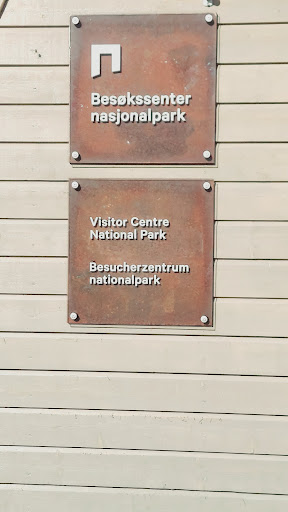 Besøkssenter
nasjonalpark
Visitor Centre
National Park
Besucherzentrum
nationalpark